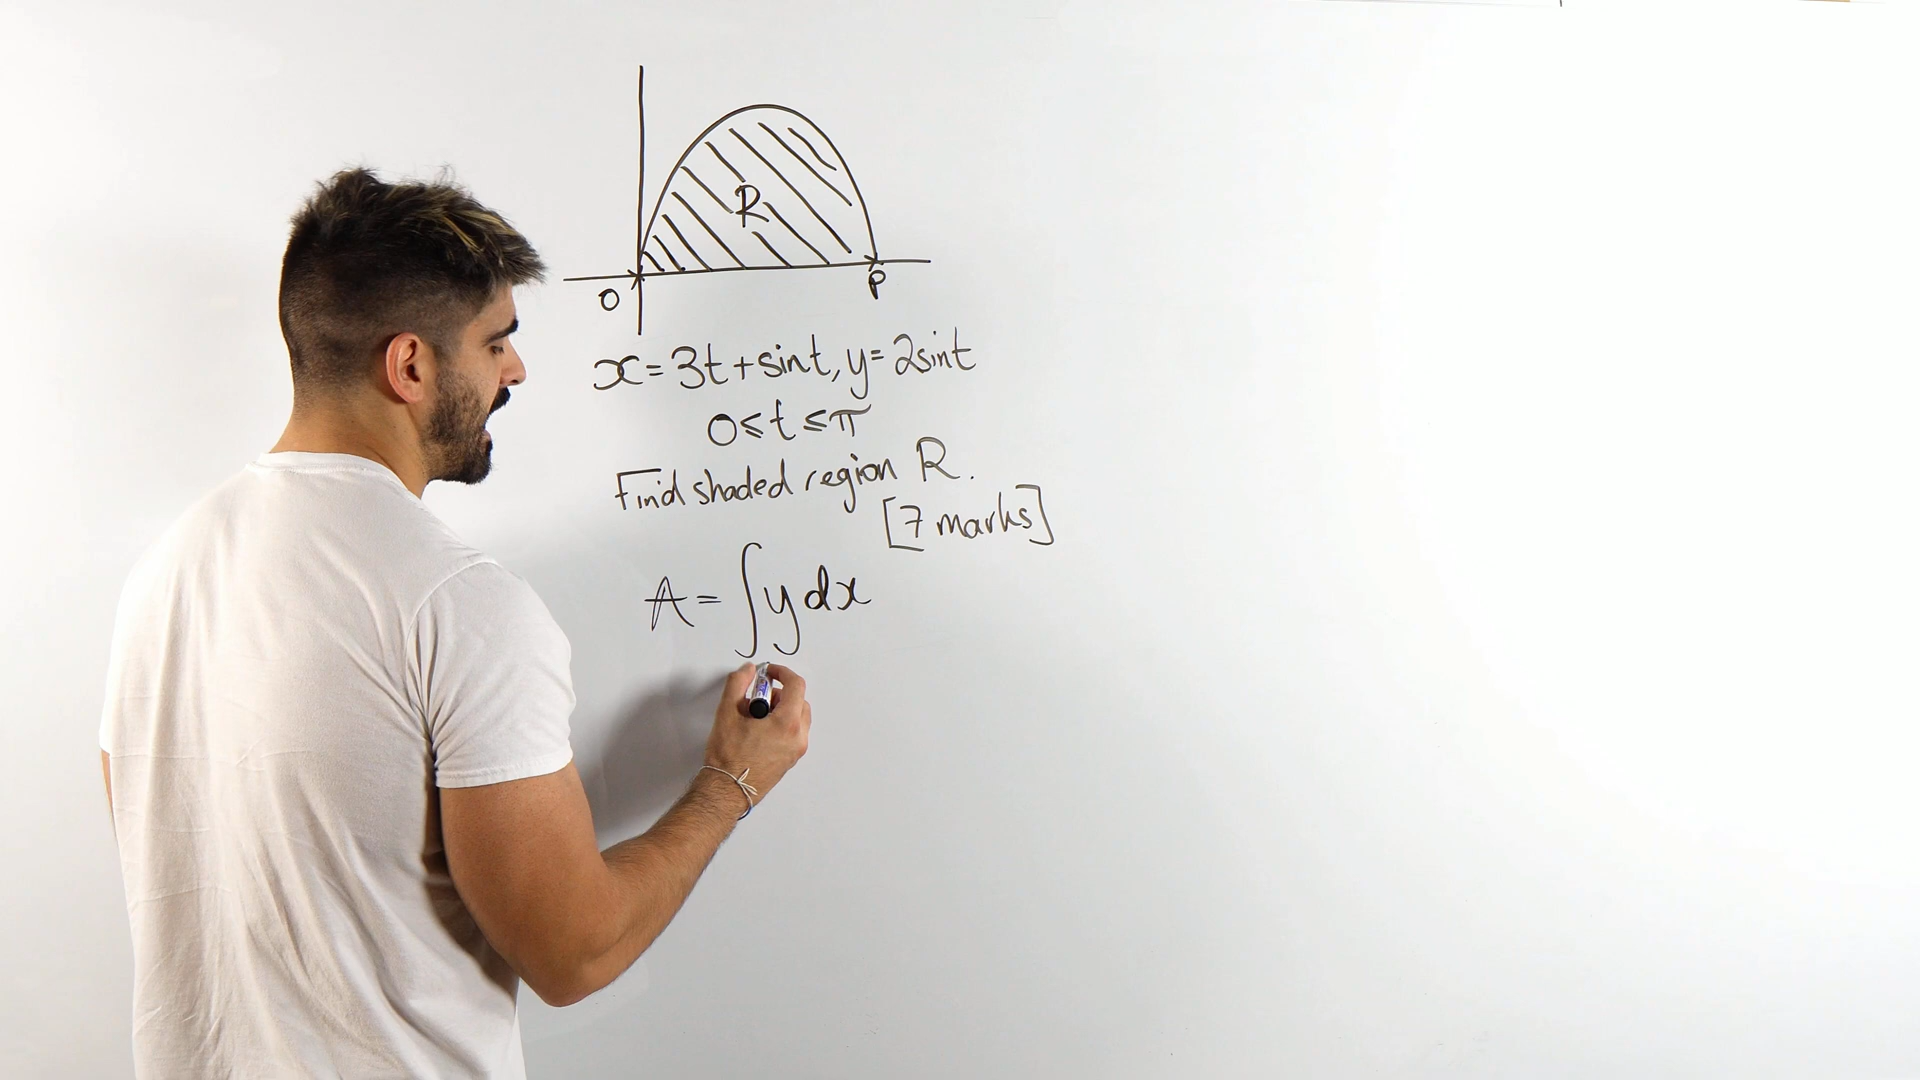 R
O
P
x = 3t + sint, y = 2sint
0 ⩽ t ⩽ π
Find shaded region R.
[7 marks]
A = ∫y dx